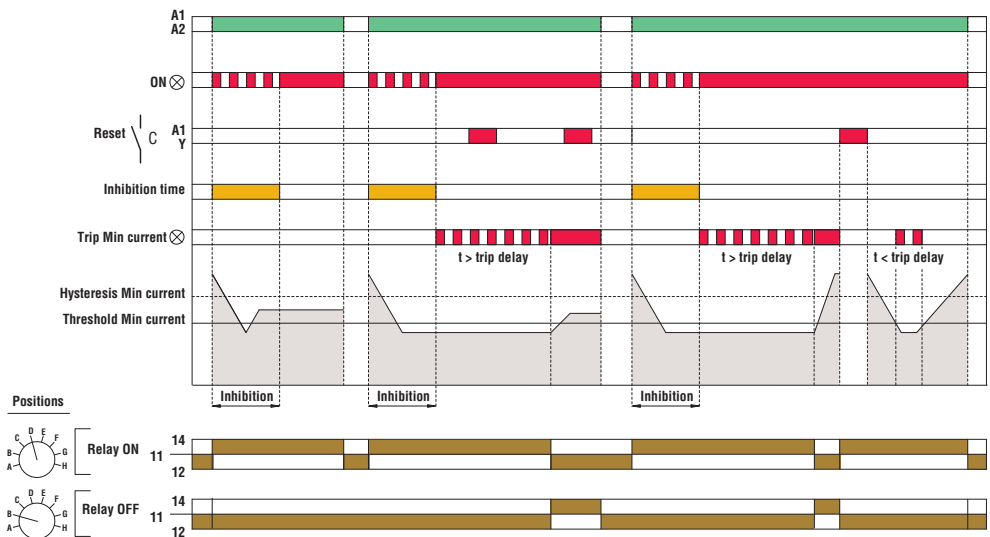 A1
A2
ON
Reset C A1
Y
Inhibition time
Trip Min current
t > trip delay t > trip delay t < trip delay
Hysteresis Min current
Threshold Min current
Inhibition Inhibition Inhibition
Positions
A B C D E F G H
Relay ON 11 14
12
A B C D E F G H
Relay OFF 11 14
12